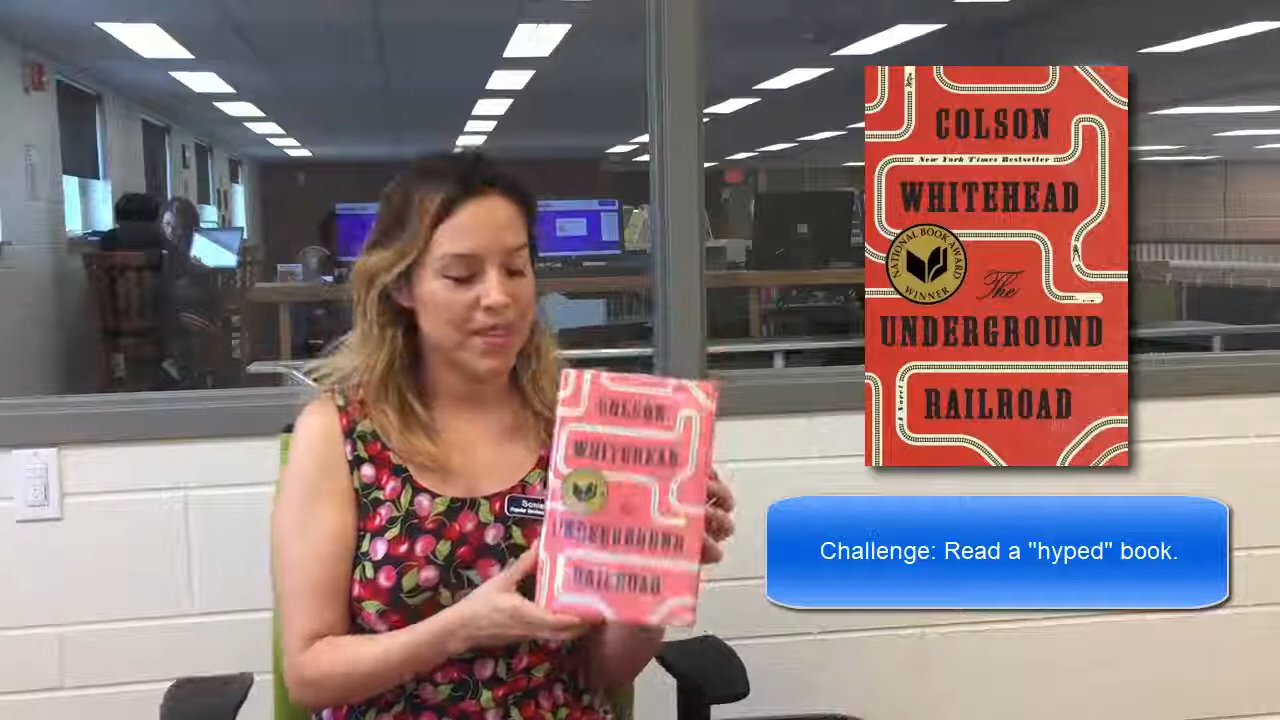 COLSON
New York Times Bestseller
WHITEHEAD
NATIONAL BOOK AWARD
WINNER
The
UNDERGROUND
A Novel
RAILROAD
Challenge: Read a "hyped" book.
COLSON
WHITEHEAD
UNDERGROUND
RAILROAD